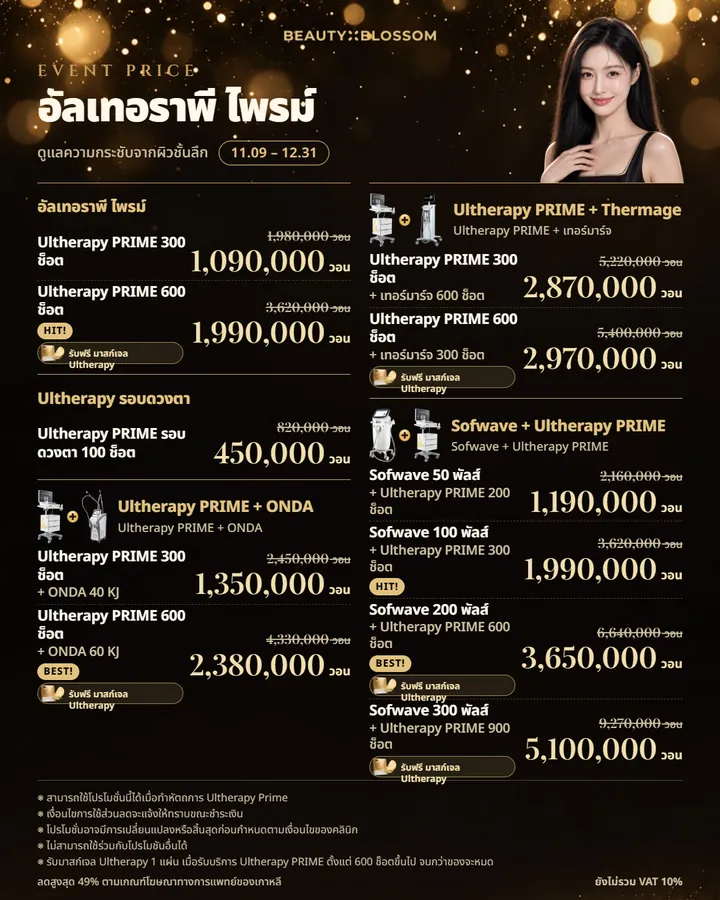 BEAUTY BLOSSOM
EVENT PRICE
อัลเทอราพี ไพรม์
ดูแลความกระชับจากผิวชั้นลึก
11.09 – 12.31
อัลเทอราพี ไพรม์
Ultherapy PRIME 300
ช็อต
1,980,000 วอน
1,090,000 วอน
Ultherapy PRIME 600
ช็อต
HIT!
รับฟรี มาสก์เจล
Ultherapy
3,620,000 วอน
1,990,000 วอน
Ultherapy รอบดวงตา
Ultherapy PRIME รอบ
ดวงตา 100 ช็อต
820,000 วอน
450,000 วอน
Ultherapy PRIME + ONDA
Ultherapy PRIME + ONDA
Ultherapy PRIME 300
ช็อต
+ ONDA 40 KJ
2,450,000 วอน
1,350,000 วอน
Ultherapy PRIME 600
ช็อต
+ ONDA 60 KJ
BEST!
รับฟรี มาสก์เจล
Ultherapy
4,330,000 วอน
2,380,000 วอน
Ultherapy PRIME + Thermage
Ultherapy PRIME + เทอร์มาร์จ
Ultherapy PRIME 300
ช็อต
+ เทอร์มาร์จ 600 ช็อต
5,220,000 วอน
2,870,000 วอน
Ultherapy PRIME 600
ช็อต
+ เทอร์มาร์จ 300 ช็อต
รับฟรี มาสก์เจล
Ultherapy
5,400,000 วอน
2,970,000 วอน
Sofwave + Ultherapy PRIME
Sofwave + Ultherapy PRIME
Sofwave 50 พัลส์
+ Ultherapy PRIME 200
ช็อต
2,160,000 วอน
1,190,000 วอน
Sofwave 100 พัลส์
+ Ultherapy PRIME 300
ช็อต
HIT!
3,620,000 วอน
1,990,000 วอน
Sofwave 200 พัลส์
+ Ultherapy PRIME 600
ช็อต
BEST!
รับฟรี มาสก์เจล
Ultherapy
6,640,000 วอน
3,650,000 วอน
Sofwave 300 พัลส์
+ Ultherapy PRIME 900
ช็อต
รับฟรี มาสก์เจล
Ultherapy
9,270,000 วอน
5,100,000 วอน
※ สามารถใช้โปรโมชั่นนี้ได้เมื่อทำหัตถการ Ultherapy Prime
※ เงื่อนไขการใช้ส่วนลดจะแจ้งให้ทราบขณะชำระเงิน
※ โปรโมชั่นอาจมีการเปลี่ยนแปลงหรือสิ้นสุดก่อนกำหนดตามเงื่อนไขของคลินิก
※ ไม่สามารถใช้ร่วมกับโปรโมชันอื่นได้
※ รับมาสก์เจล Ultherapy 1 แผ่น เมื่อรับบริการ Ultherapy PRIME ตั้งแต่ 600 ช็อตขึ้นไป จนกว่าของจะหมด
ลดสูงสุด 49% ตามเกณฑ์โฆษณาทางการแพทย์ของเกาหลี
ยังไม่รวม VAT 10%